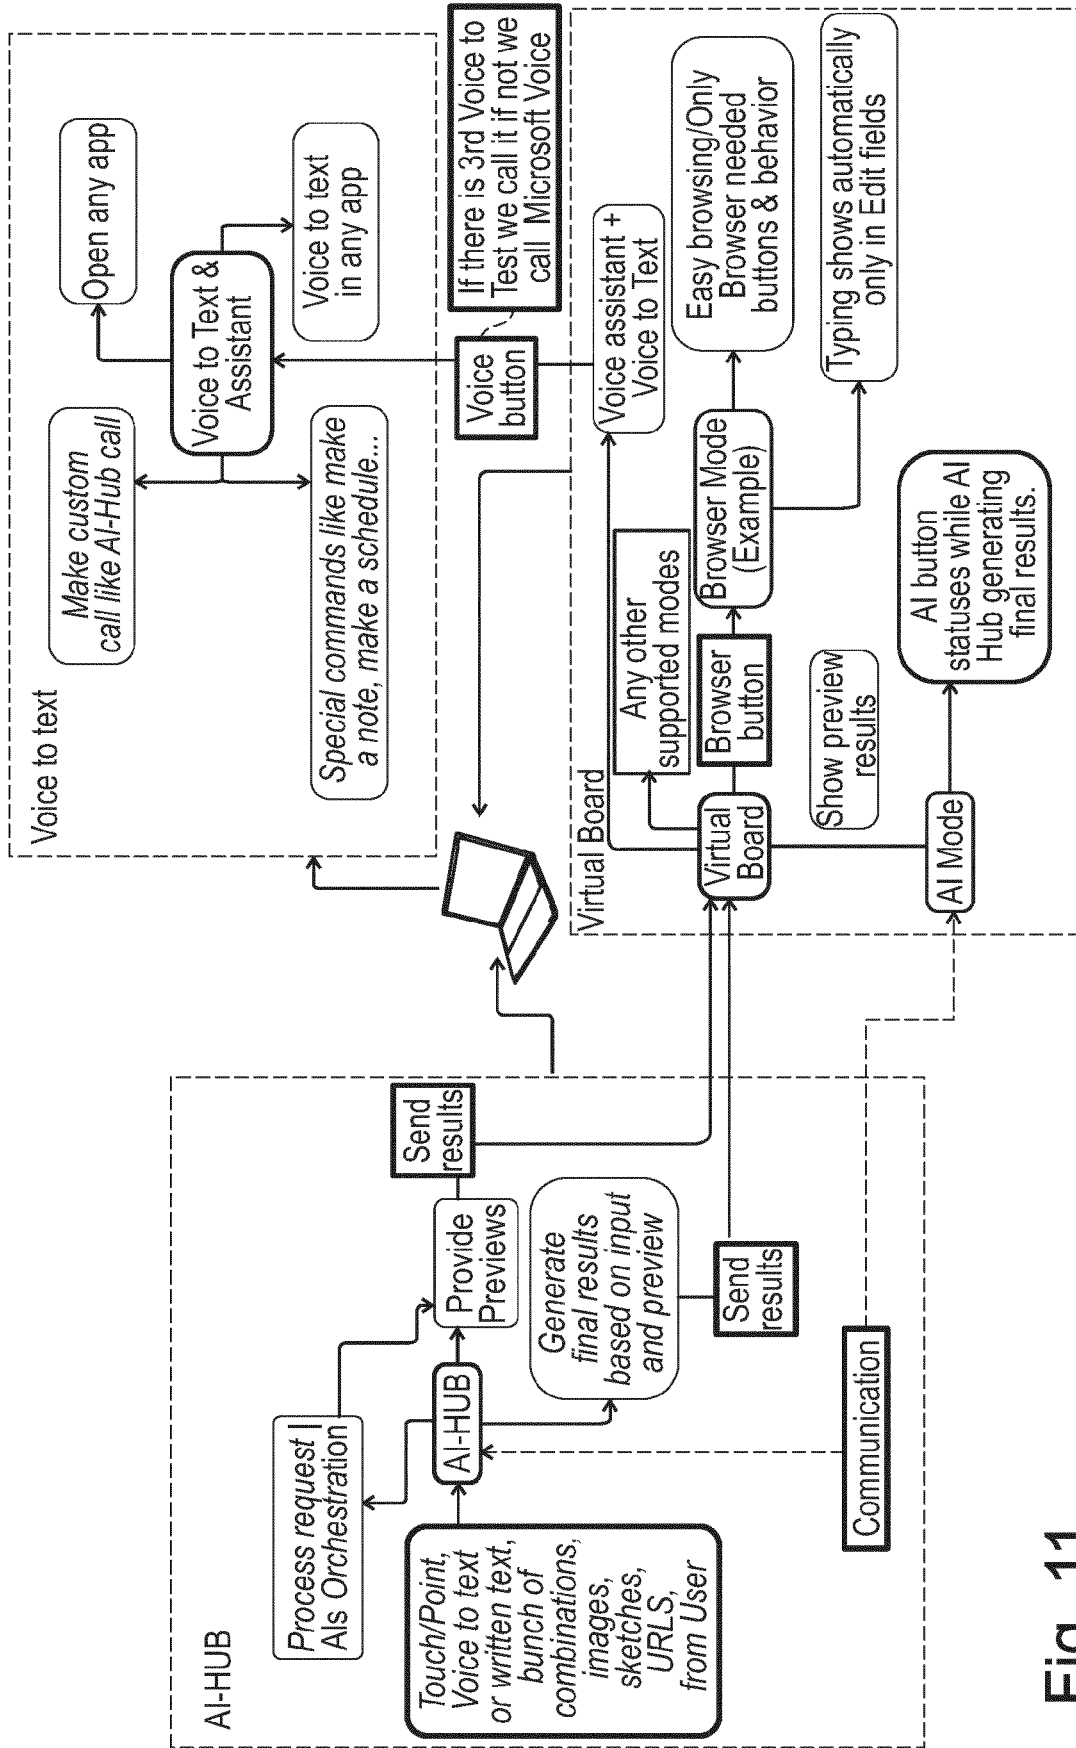 AI-HUB
Process request |
AIs Orchestration
Touch/Point,
Voice to text
or written text,
bunch of
combinations,
images,
sketches,
URLS,
from User
AI-HUB
Provide
Previews
Send
results
Generate
final results
based on input
and preview
Send
results
Communication
Voice to text
Make custom
call like AI-Hub call
Open any app
Voice to Text &
Assistant
Special commands like make
a note, make a schedule...
Voice to text
in any app
Voice
button
If there is 3rd Voice to
Test we call it if not we
call Microsoft Voice
Virtual Board
Voice assistant +
Voice to Text
Any other
supported modes
Virtual
Board
Browser
button
Browser Mode
(Example)
Easy browsing/Only
Browser needed
buttons & behavior
Typing shows automatically
only in Edit fields
Show preview
results
AI Mode
AI button
statuses while AI
Hub generating
final results.
Fig. 11